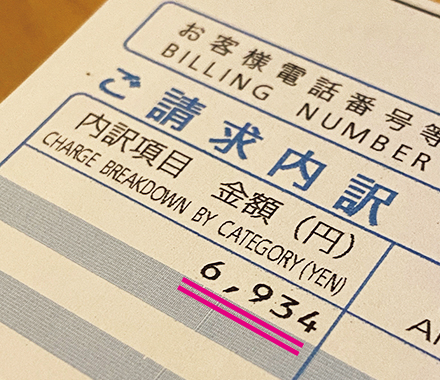 お客様電話番号等
BILLING NUMBER
ご請求内訳
内訳項目 金額(円)
CHARGE BREAKDOWN BY CATEGORY(YEN)
6,934